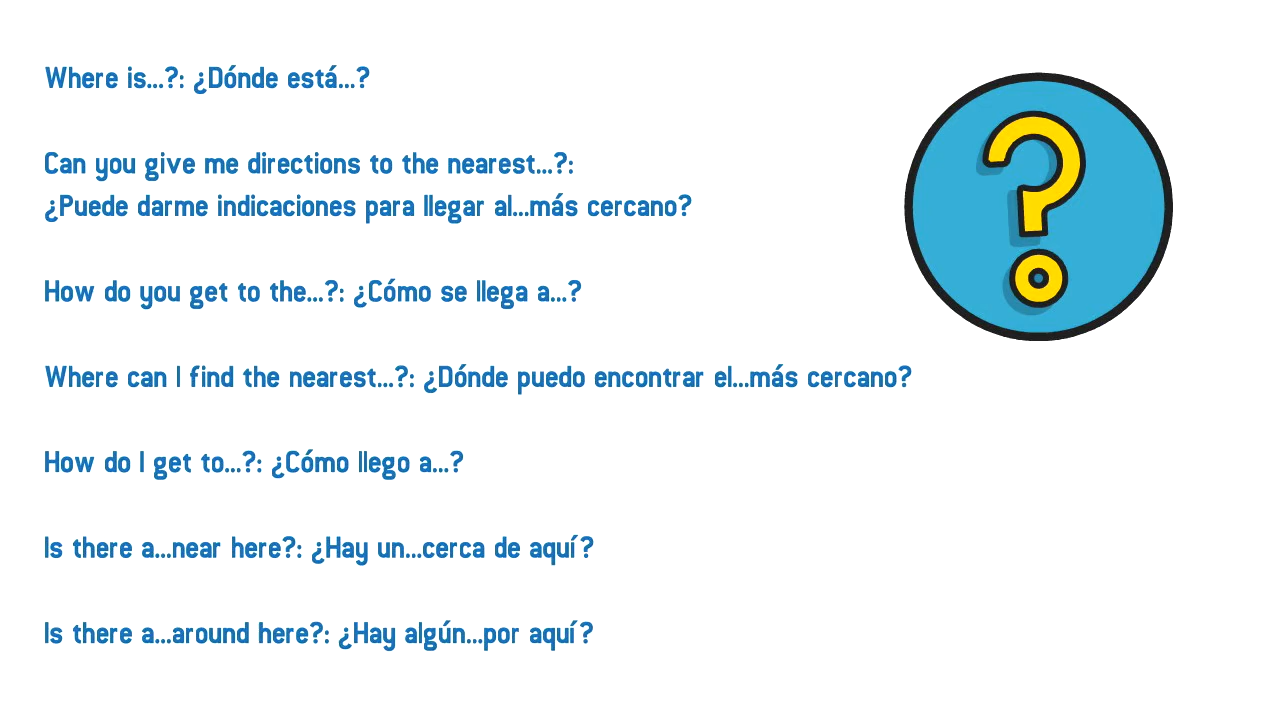 Where is...?: ¿Dónde está...?
Can you give me directions to the nearest...?:
¿Puede darme indicaciones para llegar al...más cercano?
How do you get to the...?: ¿Cómo se llega a...?
Where can I find the nearest...?: ¿Dónde puedo encontrar el...más cercano?
How do I get to...?: ¿Cómo llego a...?
Is there a...near here?: ¿Hay un...cerca de aquí?
Is there a...around here?: ¿Hay algún...por aquí?